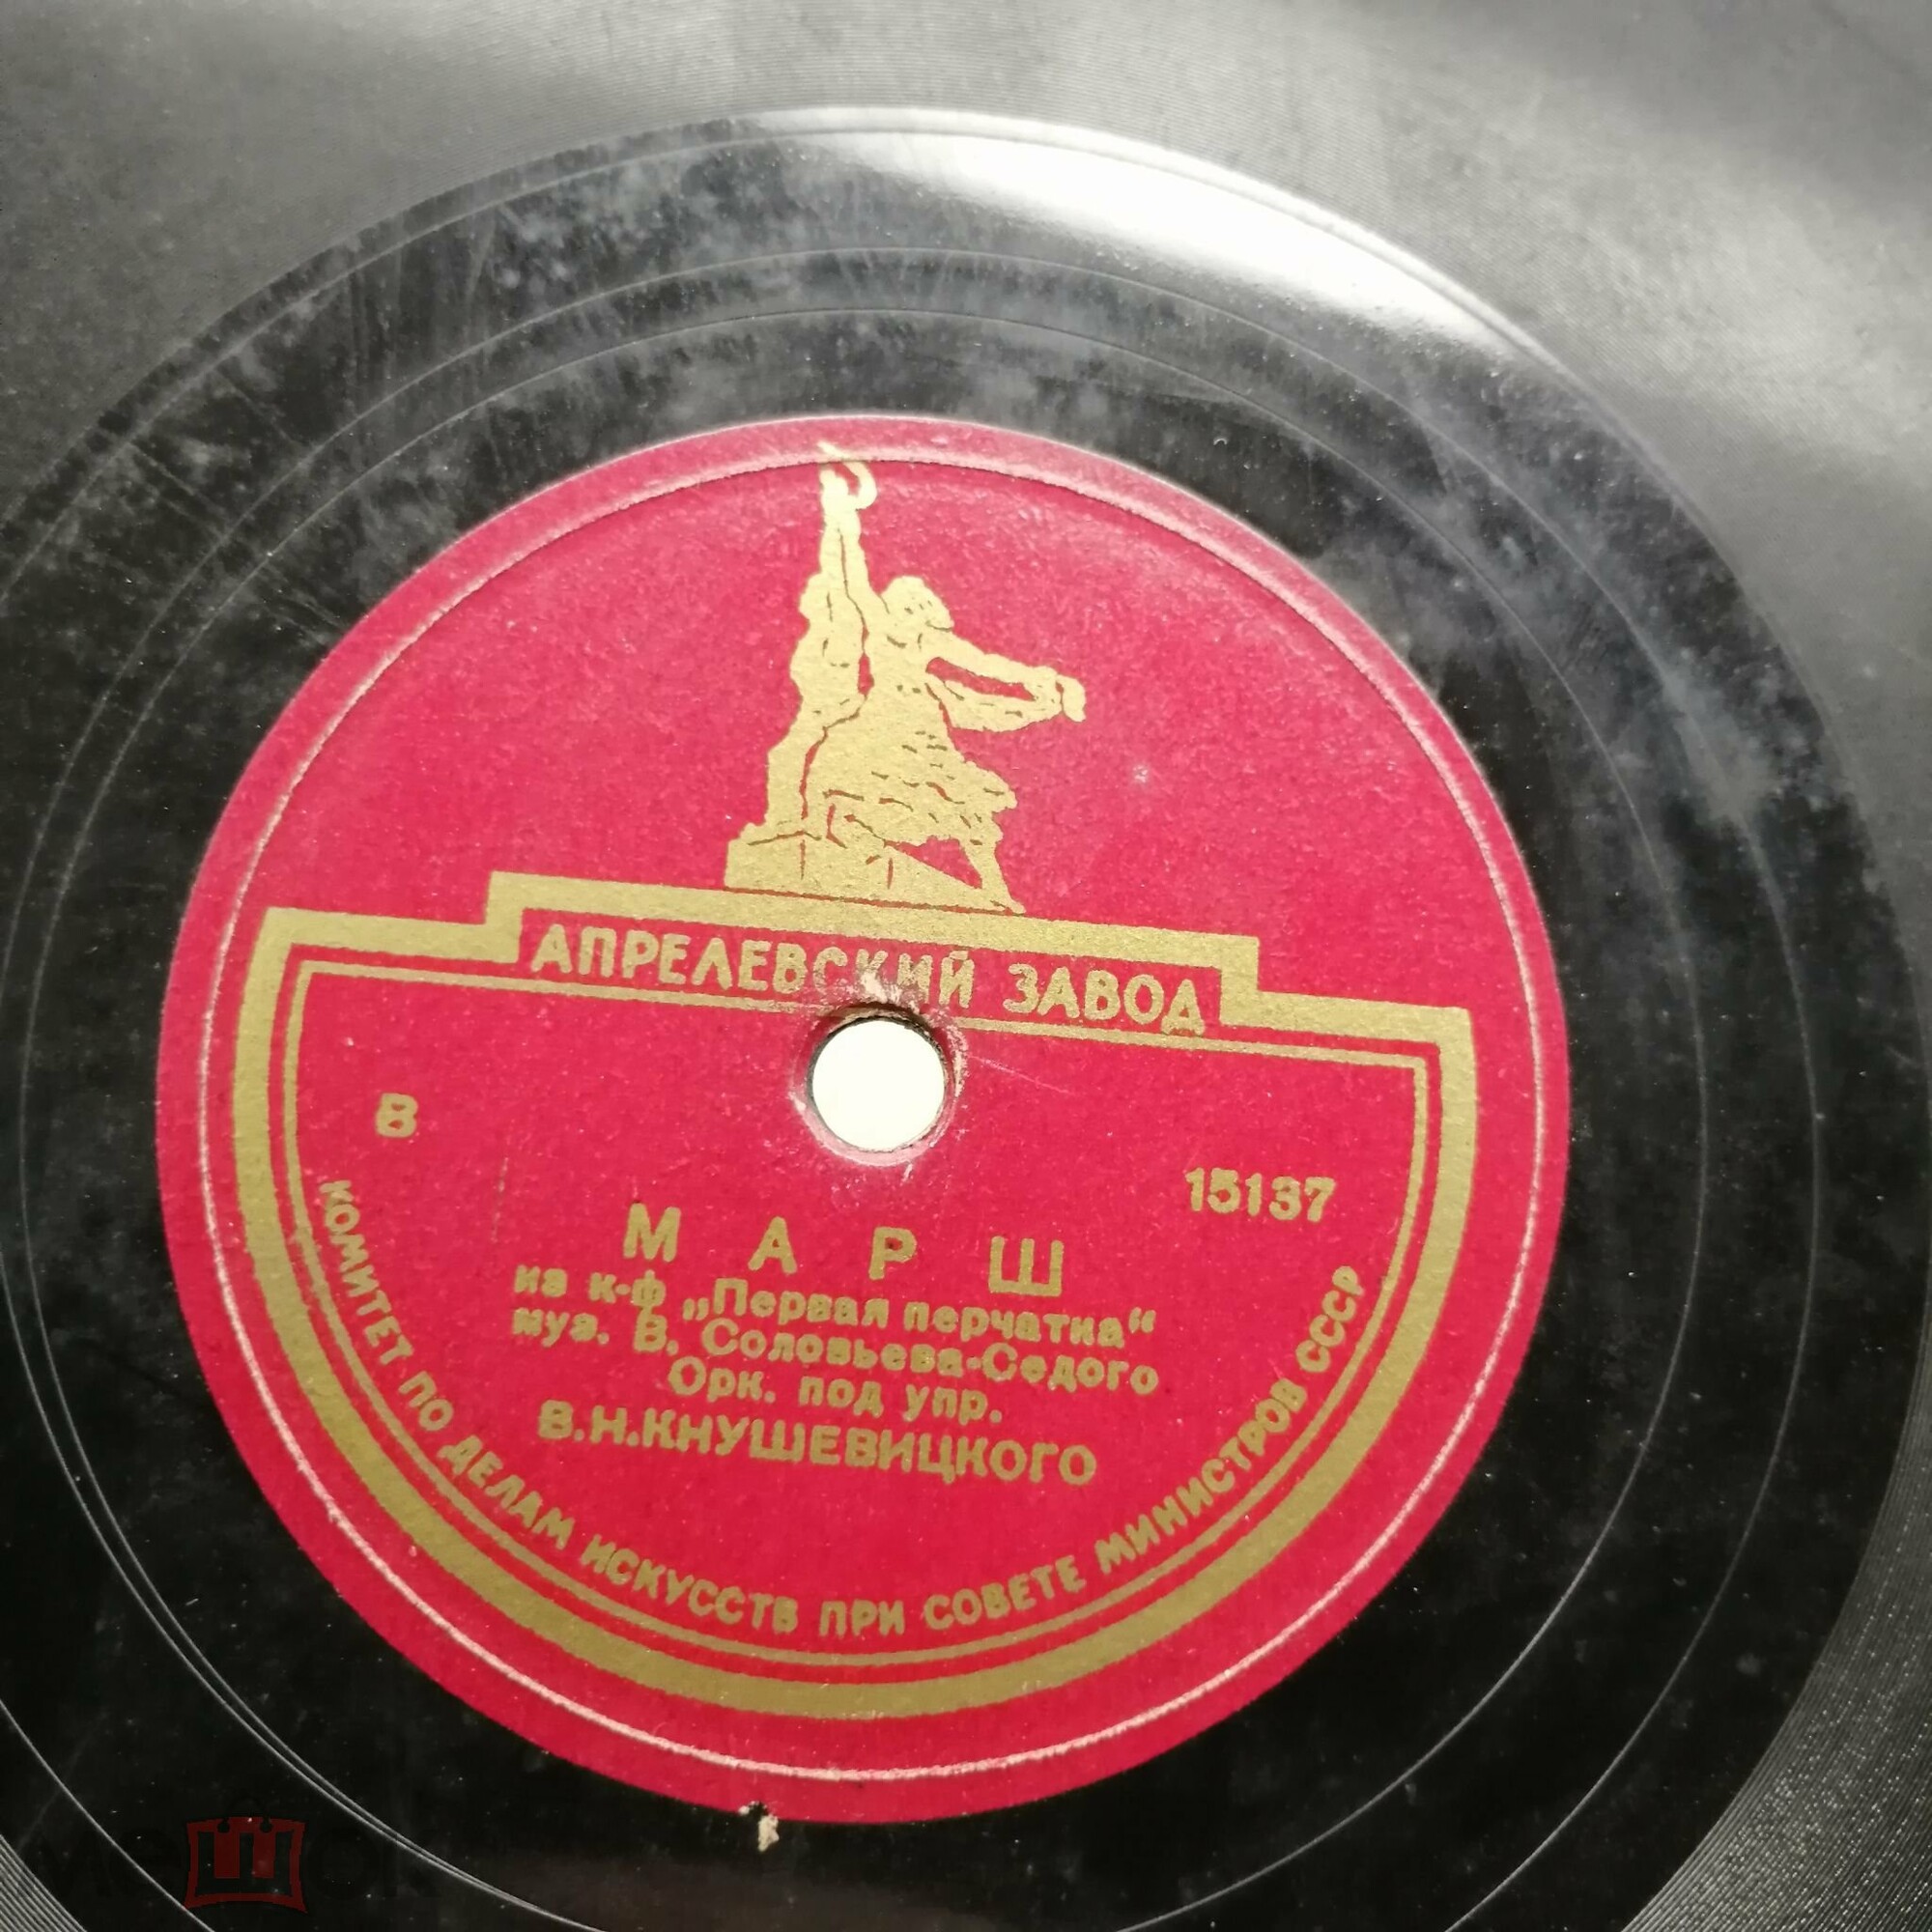 АПРЕЛЕВСКИЙ ЗАВОД
В
15137
МАРШ
из к-ф „Первая перчатка“
муз. В. Соловьева-Седого
Орк. под упр.
В.Н.КНУШЕВИЦКОГО
КОМИТЕТ ПО ДЕЛАМ ИСКУССТВ ПРИ СОВЕТЕ МИНИСТРОВ СССР
мешок